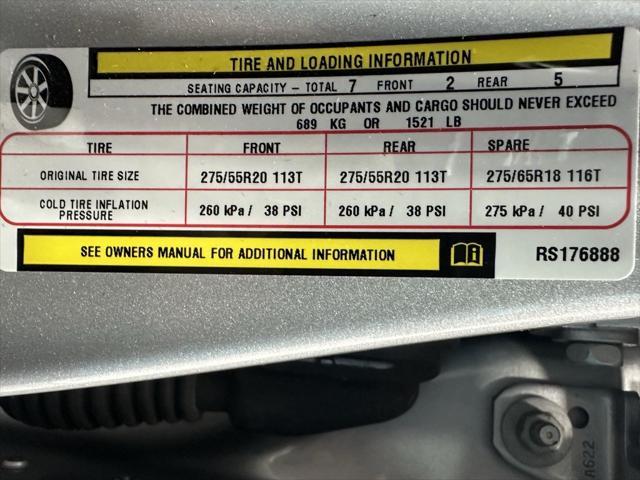 TIRE AND LOADING INFORMATION
SEATING CAPACITY – TOTAL 7 FRONT 2 REAR 5
THE COMBINED WEIGHT OF OCCUPANTS AND CARGO SHOULD NEVER EXCEED
689 KG OR 1521 LB
TIRE FRONT REAR SPARE
ORIGINAL TIRE SIZE 275/55R20 113T 275/55R20 113T 275/65R18 116T
COLD TIRE INFLATION
PRESSURE 260 kPa / 38 PSI 260 kPa / 38 PSI 275 kPa / 40 PSI
SEE OWNERS MANUAL FOR ADDITIONAL INFORMATION
RS176888
A622